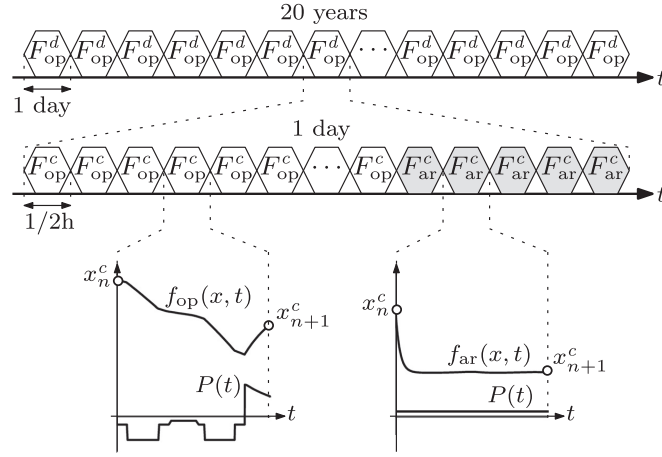 20 years
F^d_op F^d_op F^d_op F^d_op F^d_op F^d_op F^d_op ··· F^d_op F^d_op F^d_op F^d_op F^d_op
t
1 day
1 day
F^c_op F^c_op F^c_op F^c_op F^c_op F^c_op ··· F^c_op F^c_ar F^c_ar F^c_ar F^c_ar F^c_ar
t
1/2h
x^c_n
f_op(x, t)
x^c_{n+1}
P(t)
t
x^c_n
f_ar(x, t)
x^c_{n+1}
P(t)
t